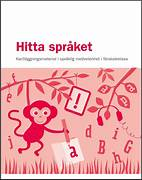 Hitta språket
Kartläggningsmaterial i språklig medvetenhet i förskoleklass
!
a
a
d
i
B
G
H